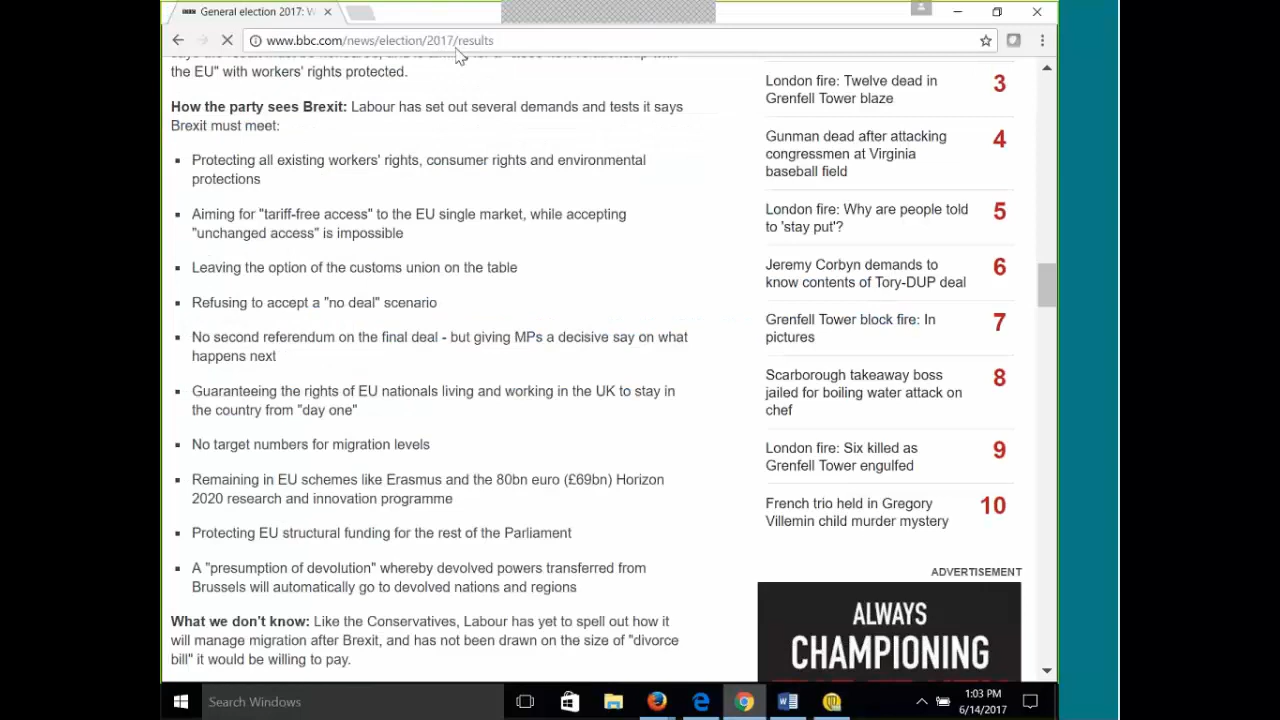 General election 2017: W
www.bbc.com/news/election/2017/results
the EU" with workers' rights protected.
How the party sees Brexit: Labour has set out several demands and tests it says
Brexit must meet:
▪ Protecting all existing workers' rights, consumer rights and environmental
protections
▪ Aiming for "tariff-free access" to the EU single market, while accepting
"unchanged access" is impossible
▪ Leaving the option of the customs union on the table
▪ Refusing to accept a "no deal" scenario
▪ No second referendum on the final deal - but giving MPs a decisive say on what
happens next
▪ Guaranteeing the rights of EU nationals living and working in the UK to stay in
the country from "day one"
▪ No target numbers for migration levels
▪ Remaining in EU schemes like Erasmus and the 80bn euro (£69bn) Horizon
2020 research and innovation programme
▪ Protecting EU structural funding for the rest of the Parliament
▪ A "presumption of devolution" whereby devolved powers transferred from
Brussels will automatically go to devolved nations and regions
What we don't know: Like the Conservatives, Labour has yet to spell out how it
will manage migration after Brexit, and has not been drawn on the size of "divorce
bill" it would be willing to pay.
London fire: Twelve dead in
Grenfell Tower blaze
3
Gunman dead after attacking
congressmen at Virginia
baseball field
4
London fire: Why are people told
to 'stay put'?
5
Jeremy Corbyn demands to
know contents of Tory-DUP deal
6
Grenfell Tower block fire: In
pictures
7
Scarborough takeaway boss
jailed for boiling water attack on
chef
8
London fire: Six killed as
Grenfell Tower engulfed
9
French trio held in Gregory
Villemin child murder mystery
10
ADVERTISEMENT
ALWAYS
CHAMPIONING
Search Windows
1:03 PM
6/14/2017